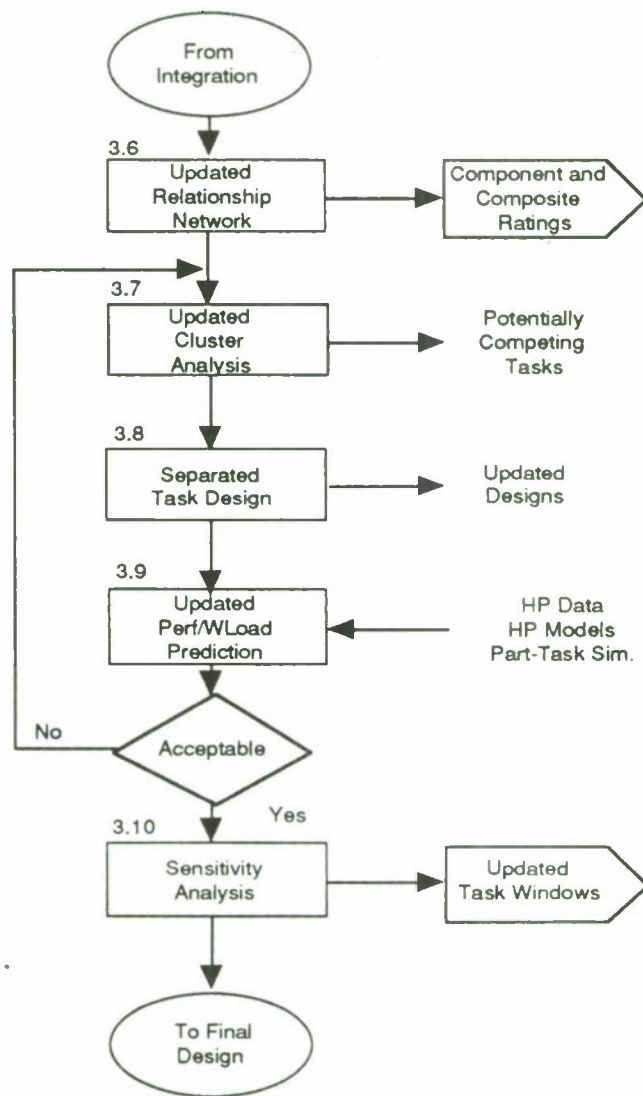 From
Integration
3.6
Updated
Relationship
Network
Component and
Composite
Ratings
3.7
Updated
Cluster
Analysis
Potentially
Competing
Tasks
3.8
Separated
Task Design
Updated
Designs
3.9
Updated
Perf/WLoad
Prediction
HP Data
HP Models
Part-Task Sim.
No
Acceptable
Yes
3.10
Sensitivity
Analysis
Updated
Task Windows
To Final
Design